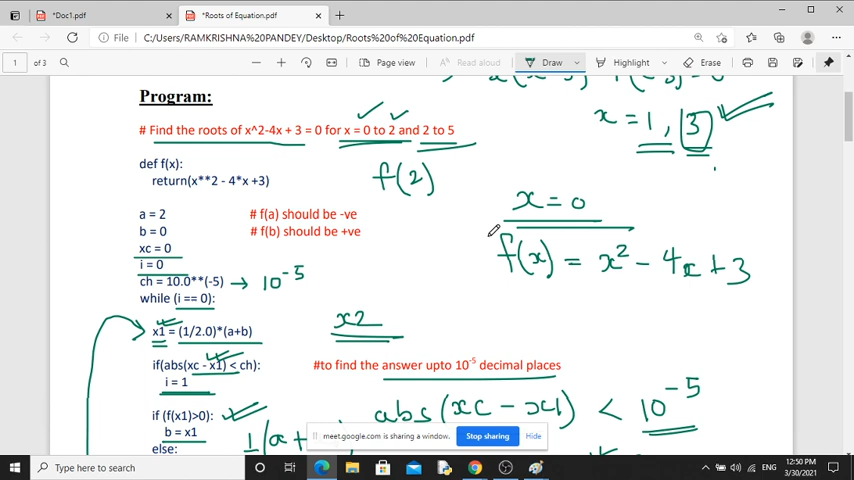 *Doc1.pdf
*Roots of Equation.pdf
File
C:/Users/RAMKRISHNA%20PANDEY/Desktop/Roots%20of%20Equation.pdf
1 of 3
Page view
Draw
Highlight
Erase
Program:
x = 1, 3
# Find the roots of x^2-4x + 3 = 0 for x = 0 to 2 and 2 to 5
def f(x):
return(x**2 - 4*x +3)
f(2)
x = 0
a = 2 # f(a) should be -ve
b = 0 # f(b) should be +ve
xc = 0
f(x) = x² - 4x + 3
i = 0
ch = 10.0**(-5) → 10⁻⁵
while (i == 0):
x1 = (1/2.0)*(a+b)
x2
if(abs(xc - x1) < ch): #to find the answer upto 10⁻⁵ decimal places
i = 1
abs(xc - x1) < 10⁻⁵
if (f(x1)>0):
b = x1
1/(a+
else:
meet.google.com is sharing a window.
Stop sharing
Hide
Type here to search
ENG
12:50 PM
3/30/2021